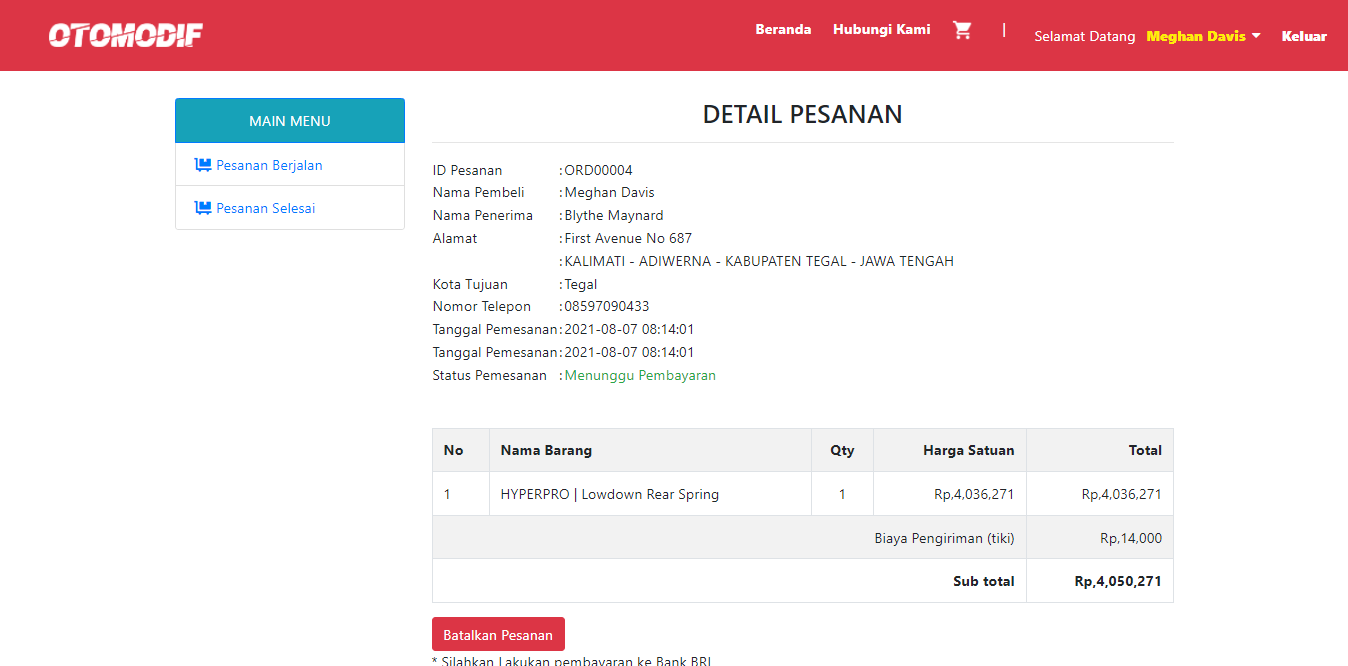 OTOMODIF
Beranda Hubungi Kami | Selamat Datang Meghan Davis Keluar
MAIN MENU
Pesanan Berjalan
Pesanan Selesai
DETAIL PESANAN
ID Pesanan :ORD00004
Nama Pembeli :Meghan Davis
Nama Penerima :Blythe Maynard
Alamat :First Avenue No 687
:KALIMATI - ADIWERNA - KABUPATEN TEGAL - JAWA TENGAH
Kota Tujuan :Tegal
Nomor Telepon :08597090433
Tanggal Pemesanan:2021-08-07 08:14:01
Tanggal Pemesanan:2021-08-07 08:14:01
Status Pemesanan :Menunggu Pembayaran
No Nama Barang Qty Harga Satuan Total
1 HYPERPRO | Lowdown Rear Spring 1 Rp,4,036,271 Rp,4,036,271
Biaya Pengiriman (tiki) Rp,14,000
Sub total Rp,4,050,271
Batalkan Pesanan
* Silahkan Lakukan pembayaran ke Bank BRI